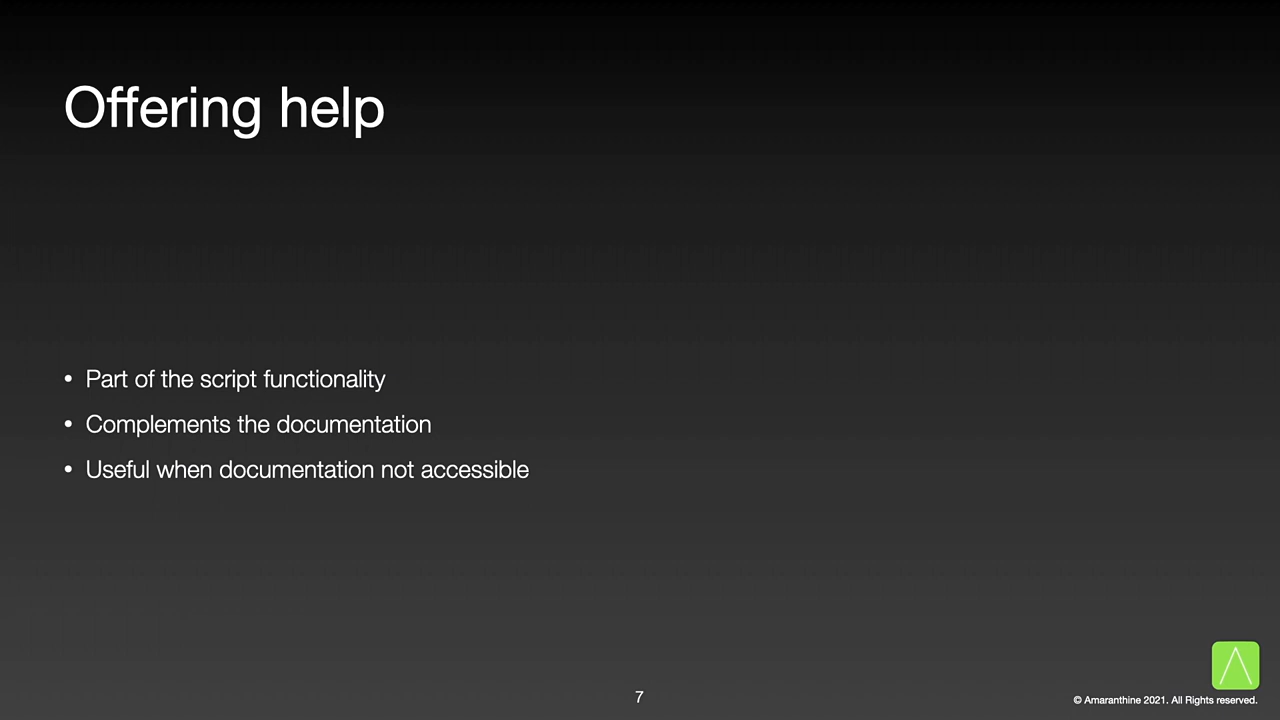 Offering help
• Part of the script functionality
• Complements the documentation
• Useful when documentation not accessible
7
© Amaranthine 2021. All Rights reserved.